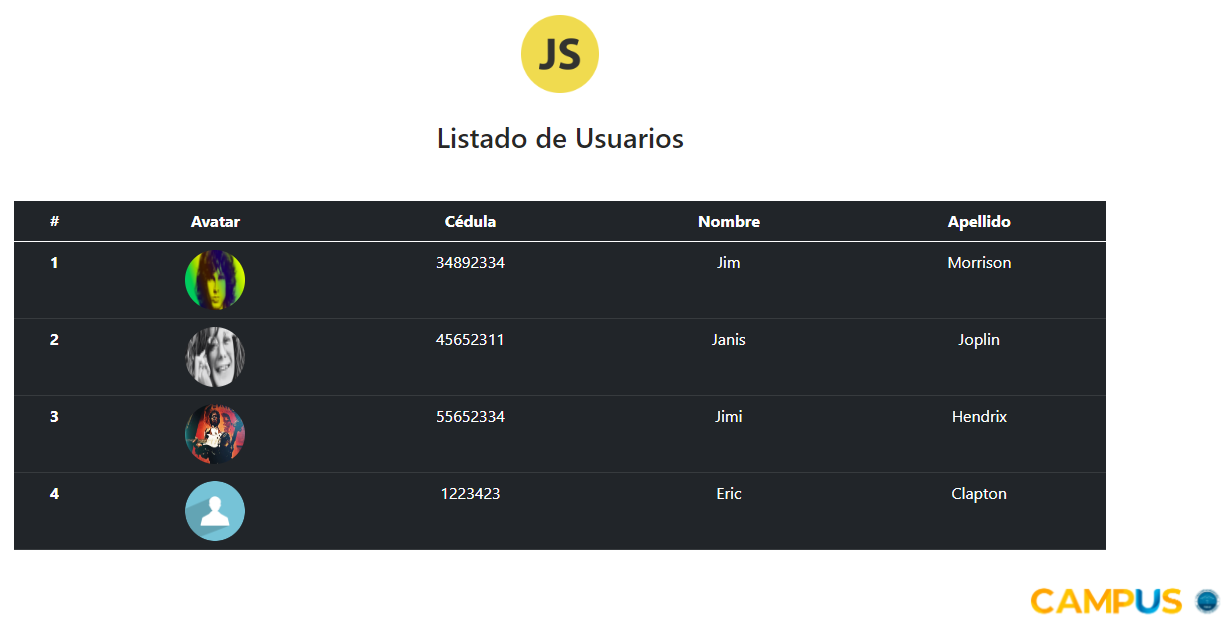 JS
Listado de Usuarios
# Avatar Cédula Nombre Apellido
1 34892334 Jim Morrison
2 45652311 Janis Joplin
3 55652334 Jimi Hendrix
4 1223423 Eric Clapton
CAMPUS